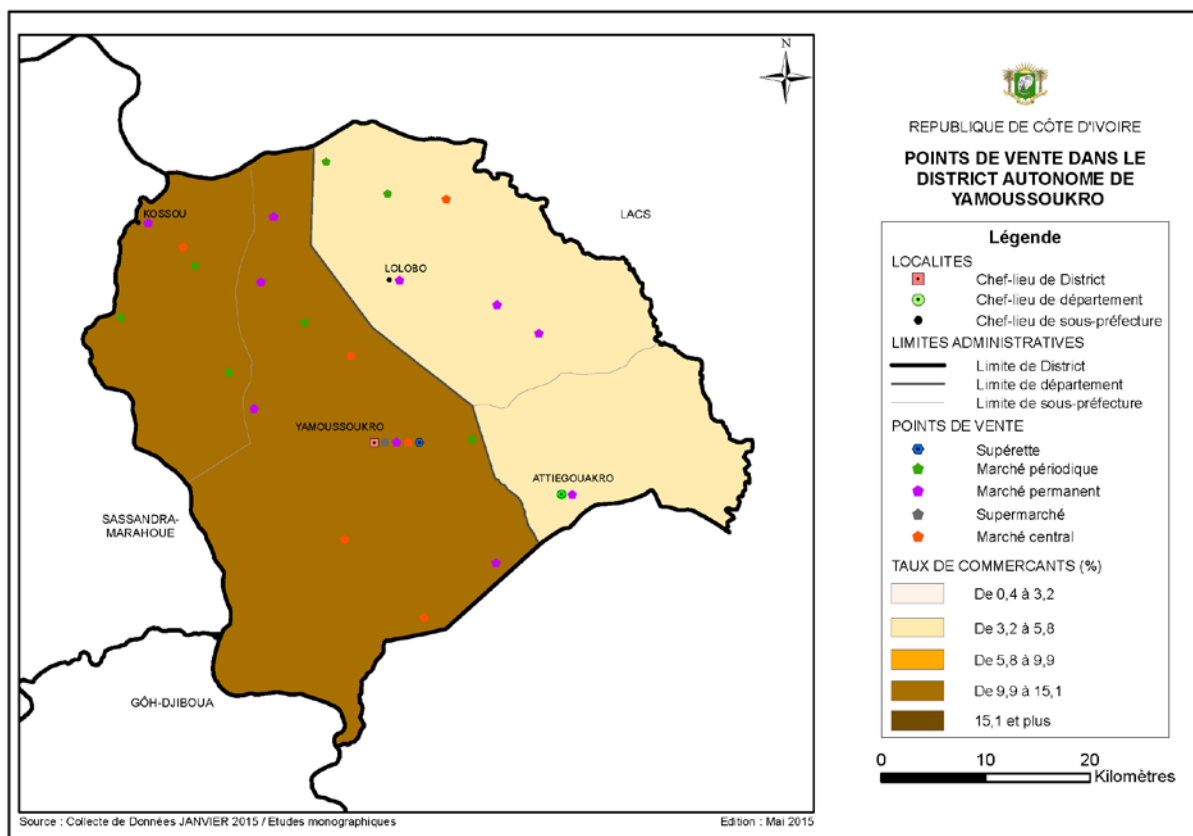 N
KOSSOU
LACS
LOLOBO
YAMOUSSOUKRO
ATTIEGOUAKRO
SASSANDRA-
MARAHOUE
GÔH-DJIBOUA
Source : Collecte de Données JANVIER 2015 / Etudes monographiques
Edition : Mai 2015
REPUBLIQUE DE CÔTE D'IVOIRE
POINTS DE VENTE DANS LE
DISTRICT AUTONOME DE
YAMOUSSOUKRO
Légende
LOCALITES
Chef-lieu de District
Chef-lieu de département
Chef-lieu de sous-préfecture
LIMITES ADMINISTRATIVES
Limite de District
Limite de département
Limite de sous-préfecture
POINTS DE VENTE
Supérette
Marché périodique
Marché permanent
Supermarché
Marché central
TAUX DE COMMERCANTS (%)
De 0,4 à 3,2
De 3,2 à 5,8
De 5,8 à 9,9
De 9,9 à 15,1
15,1 et plus
0 10 20
Kilomètres